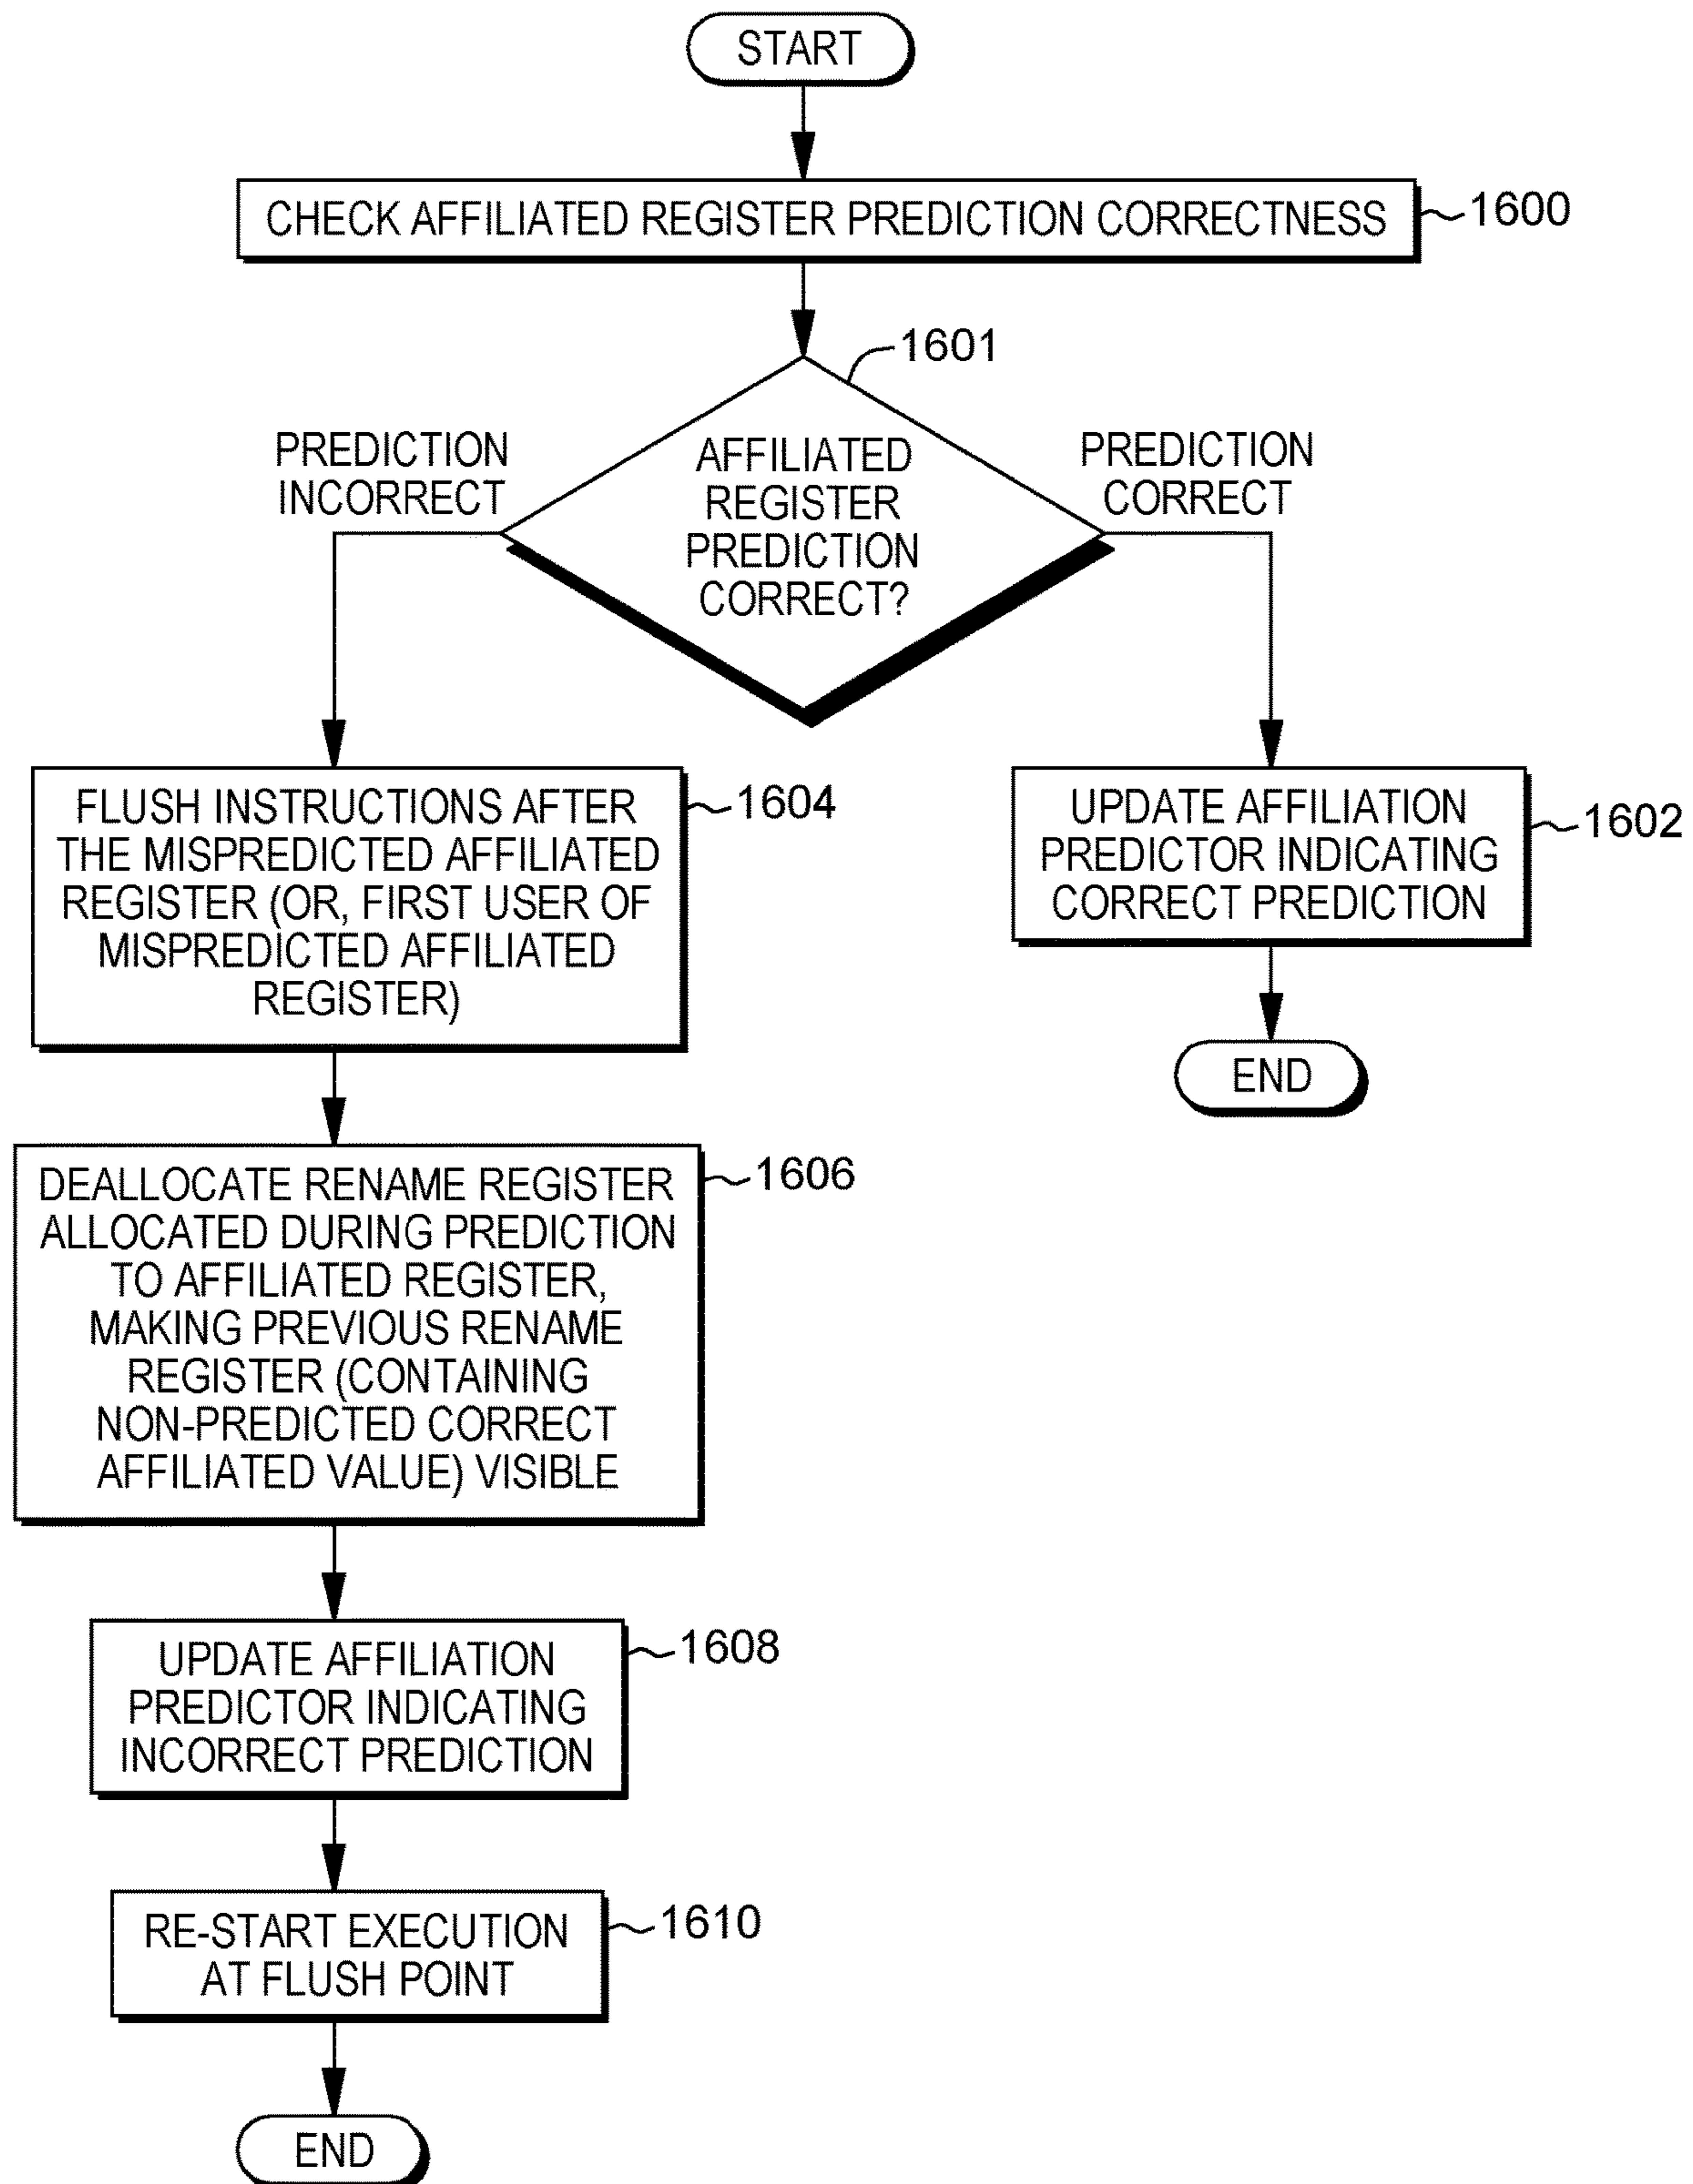 START
CHECK AFFILIATED REGISTER PREDICTION CORRECTNESS
1600
1601
PREDICTION
INCORRECT
AFFILIATED
REGISTER
PREDICTION
CORRECT?
PREDICTION
CORRECT
FLUSH INSTRUCTIONS AFTER
THE MISPREDICTED AFFILIATED
REGISTER (OR, FIRST USER OF
MISPREDICTED AFFILIATED
REGISTER)
1604
UPDATE AFFILIATION
PREDICTOR INDICATING
CORRECT PREDICTION
1602
END
DEALLOCATE RENAME REGISTER
ALLOCATED DURING PREDICTION
TO AFFILIATED REGISTER,
MAKING PREVIOUS RENAME
REGISTER (CONTAINING
NON-PREDICTED CORRECT
AFFILIATED VALUE) VISIBLE
1606
UPDATE AFFILIATION
PREDICTOR INDICATING
INCORRECT PREDICTION
1608
RE-START EXECUTION
AT FLUSH POINT
1610
END